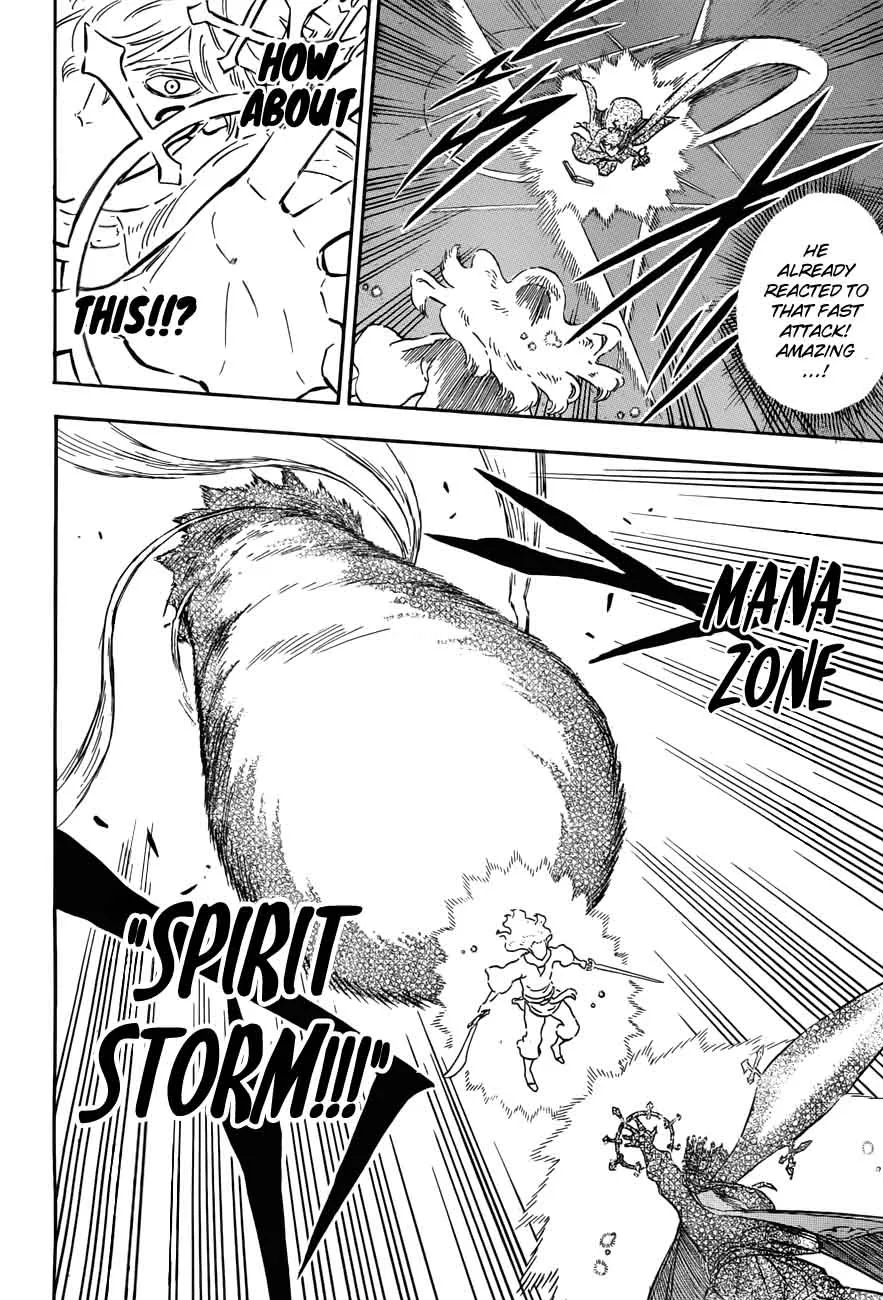 HE
ALREADY
REACTED TO
THAT FAST
ATTACK!
AMAZING
...!
HOW
ABOUT
THIS!!?
MANA
ZONE
"SPIRIT
STORM!!!"